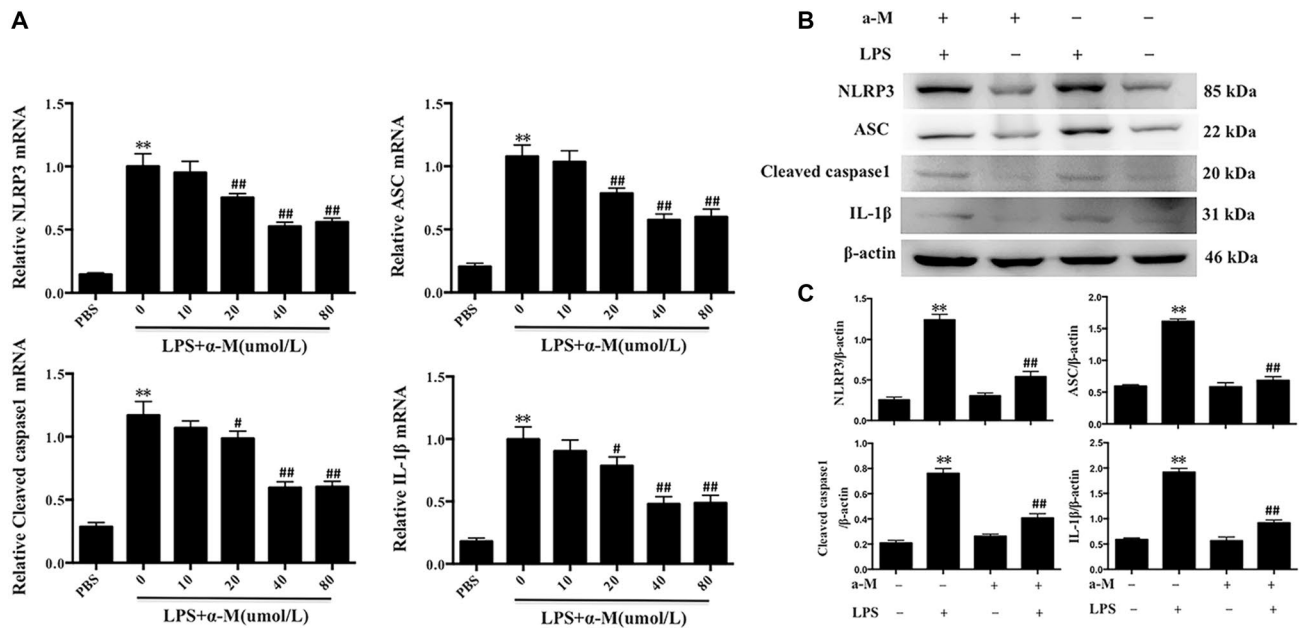 A
Relative NLRP3 mRNA
1.5
1.0
0.5
0.0
**
##
##
##
PBS
0
10
20
40
80
LPS+α-M(umol/L)
Relative ASC mRNA
1.5
1.0
0.5
0.0
**
##
##
##
PBS
0
10
20
40
80
LPS+α-M(umol/L)
Relative Cleaved caspase1 mRNA
1.5
1.0
0.5
0.0
**
#
##
##
PBS
0
10
20
40
80
LPS+α-M(umol/L)
Relative IL-1β mRNA
1.5
1.0
0.5
0.0
**
#
##
##
PBS
0
10
20
40
80
LPS+α-M(umol/L)
B
a-M + + − −
LPS + − + −
NLRP3 85 kDa
ASC 22 kDa
Cleaved caspase1 20 kDa
IL-1β 31 kDa
β-actin 46 kDa
C
NLRP3/β-actin
1.5
1.0
0.5
0.0
**
##
ASC/β-actin
2.0
1.5
1.0
0.5
0.0
**
##
Cleaved caspase1
/β-actin
1.0
0.8
0.6
0.4
0.2
0.0
**
##
IL-1β/β-actin
2.5
2.0
1.5
1.0
0.5
0.0
**
##
a-M − − + +
LPS − + − +
a-M − − + +
LPS − + − +